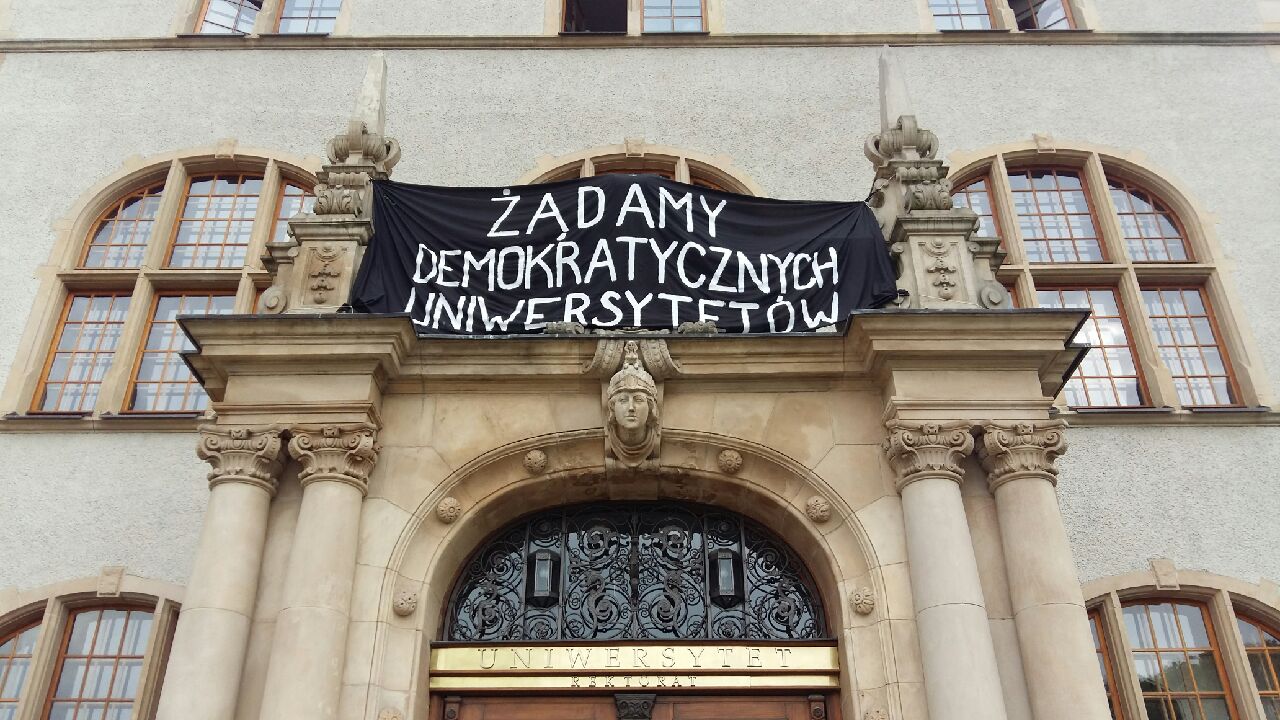 ŻĄDAMY
DEMOKRATYCZNYCH
UNIWERSYTETÓW
UNIWERSYTET
REKTORAT